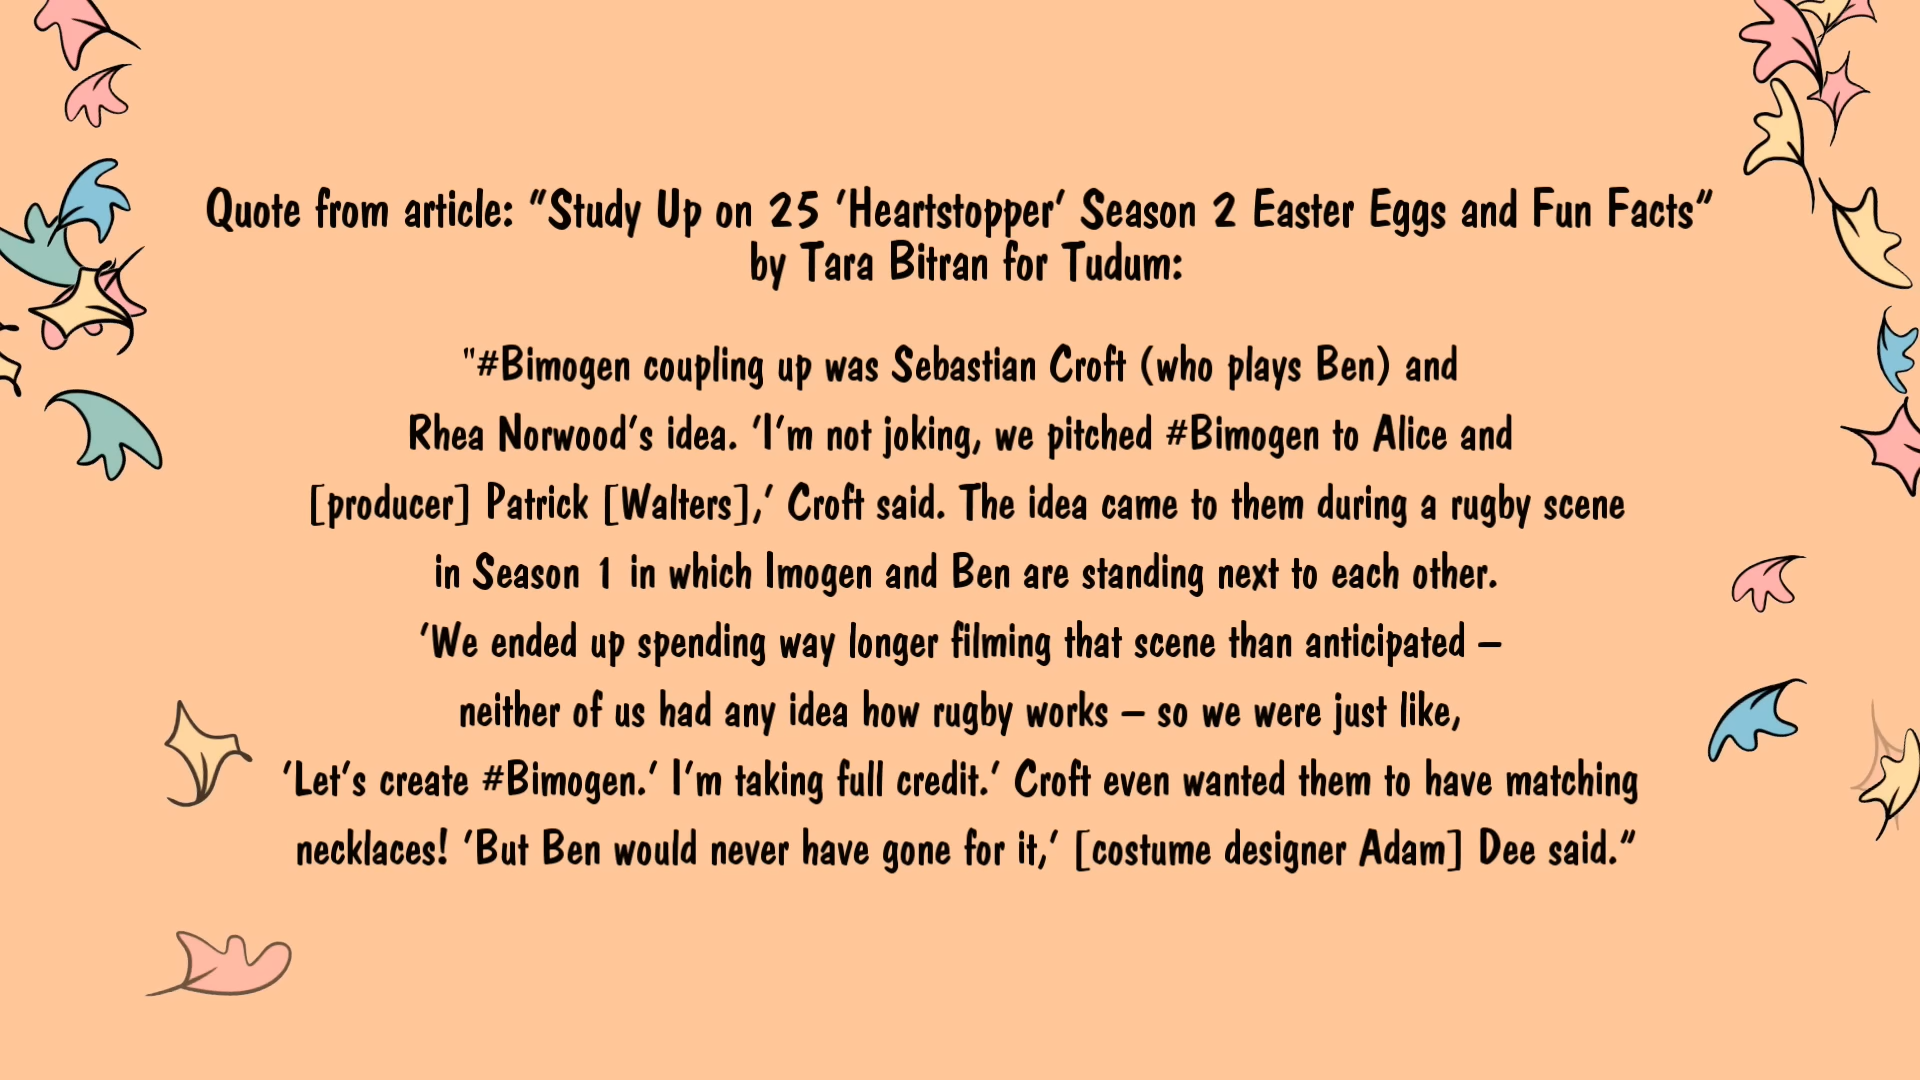 Quote from article: “Study Up on 25 ‘Heartstopper’ Season 2 Easter Eggs and Fun Facts”
by Tara Bitran for Tudum:
"#Bimogen coupling up was Sebastian Croft (who plays Ben) and
Rhea Norwood’s idea. ‘I’m not joking, we pitched #Bimogen to Alice and
[producer] Patrick [Walters],’ Croft said. The idea came to them during a rugby scene
in Season 1 in which Imogen and Ben are standing next to each other.
‘We ended up spending way longer filming that scene than anticipated –
neither of us had any idea how rugby works – so we were just like,
‘Let’s create #Bimogen.’ I’m taking full credit.’ Croft even wanted them to have matching
necklaces! ‘But Ben would never have gone for it,’ [costume designer Adam] Dee said.”